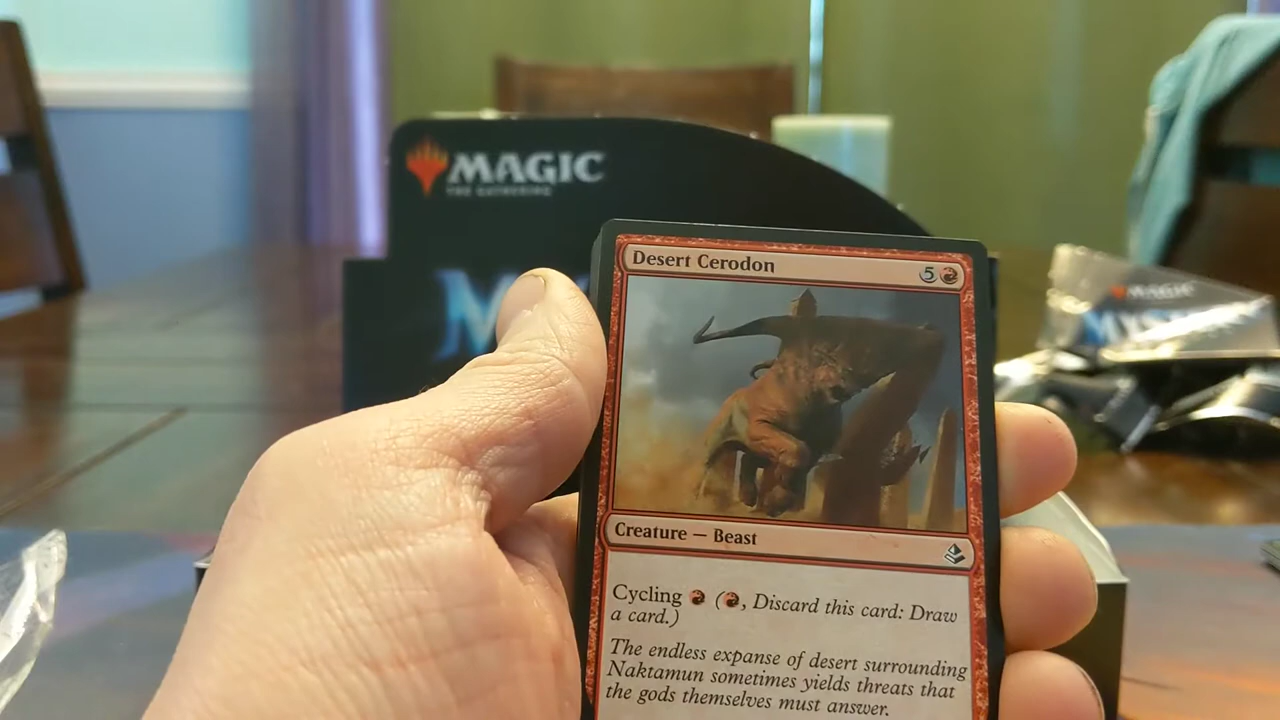 MAGIC
THE GATHERING
Desert Cerodon
5
Creature — Beast
Cycling (, Discard this card: Draw
a card.)
The endless expanse of desert surrounding
Naktamun sometimes yields threats that
the gods themselves must answer.
MAGIC